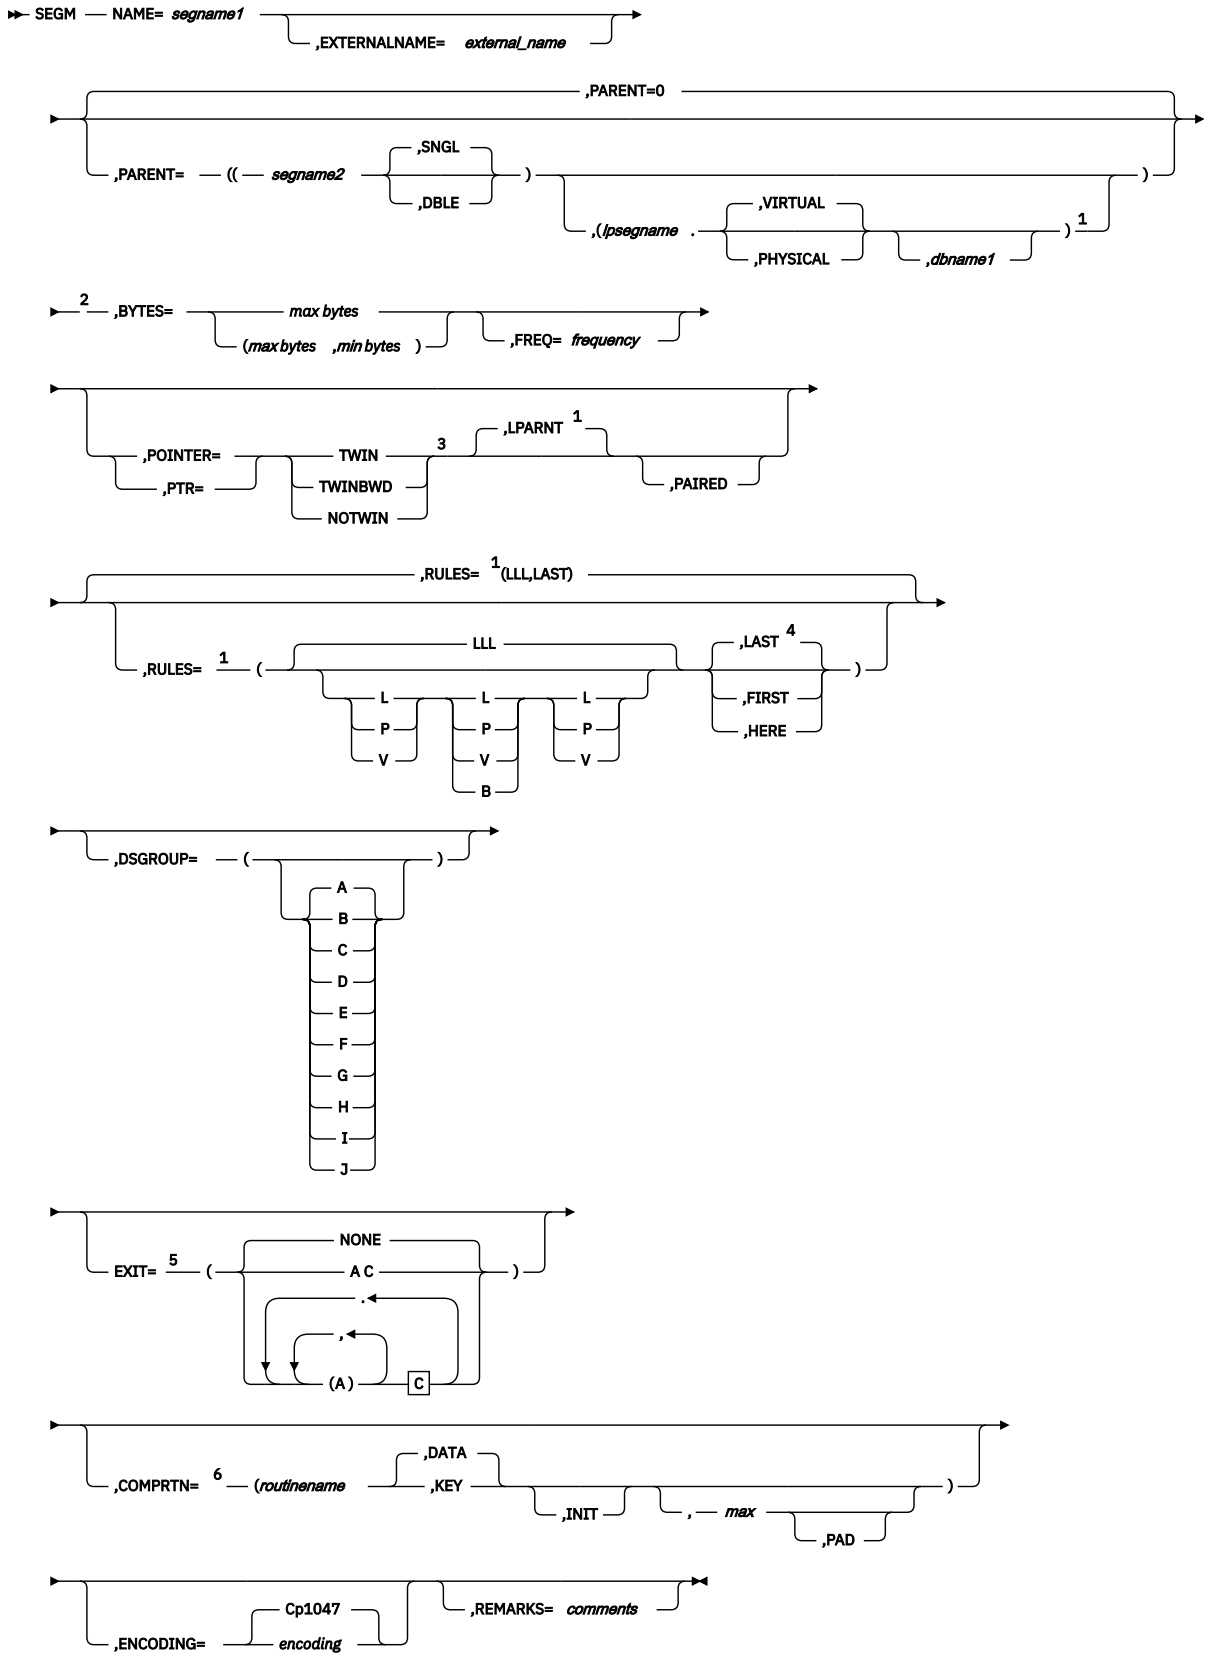 SEGM NAME= segname1
,EXTERNALNAME= external_name
,PARENT=0
,PARENT= (( segname2 ,SNGL )
,DBLE
,(lpsegname . ,VIRTUAL ) 1 )
,PHYSICAL ,dbname1
2 ,BYTES= max bytes
(max bytes ,min bytes ) ,FREQ= frequency
,POINTER= TWIN 3 ,LPARNT 1
,PTR= TWINBWD ,PAIRED
NOTWIN
,RULES= 1 (LLL,LAST)
,RULES= 1 ( LLL ,LAST 4 )
L L L ,FIRST
P P P ,HERE
V V V
B
,DSGROUP= ( )
A
B
C
D
E
F
G
H
I
J
NONE
EXIT= 5 ( A C )
.
,
(A) C
,DATA
,COMPRTN= 6 (routinename ,KEY )
,INIT , max
,PAD
Cp1047
,ENCODING= encoding
,REMARKS= comments